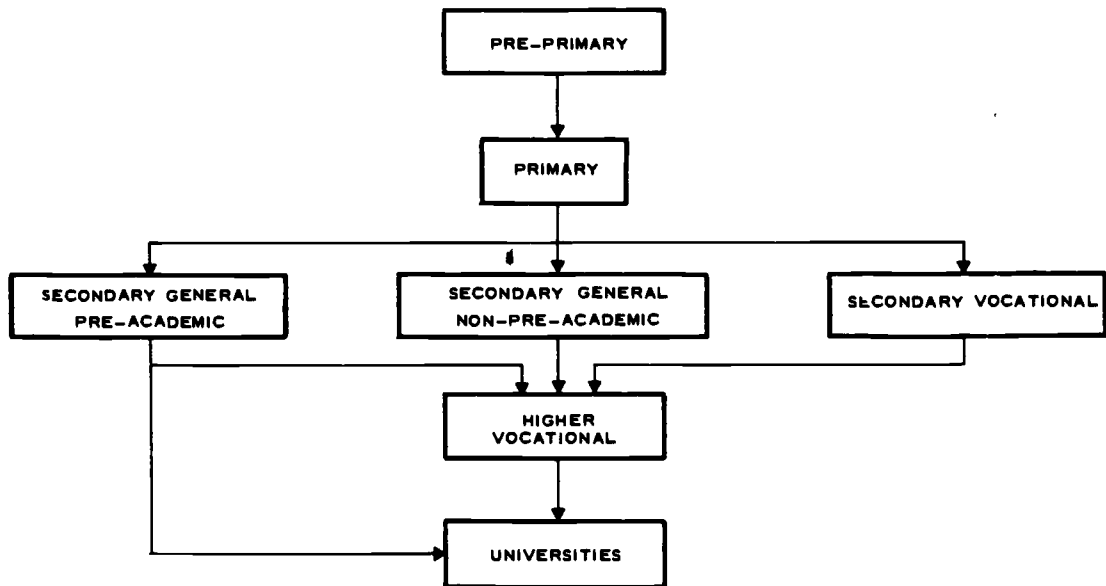 PRE-PRIMARY
PRIMARY
SECONDARY GENERAL
PRE-ACADEMIC
SECONDARY GENERAL
NON-PRE-ACADEMIC
SECONDARY VOCATIONAL
HIGHER
VOCATIONAL
UNIVERSITIES